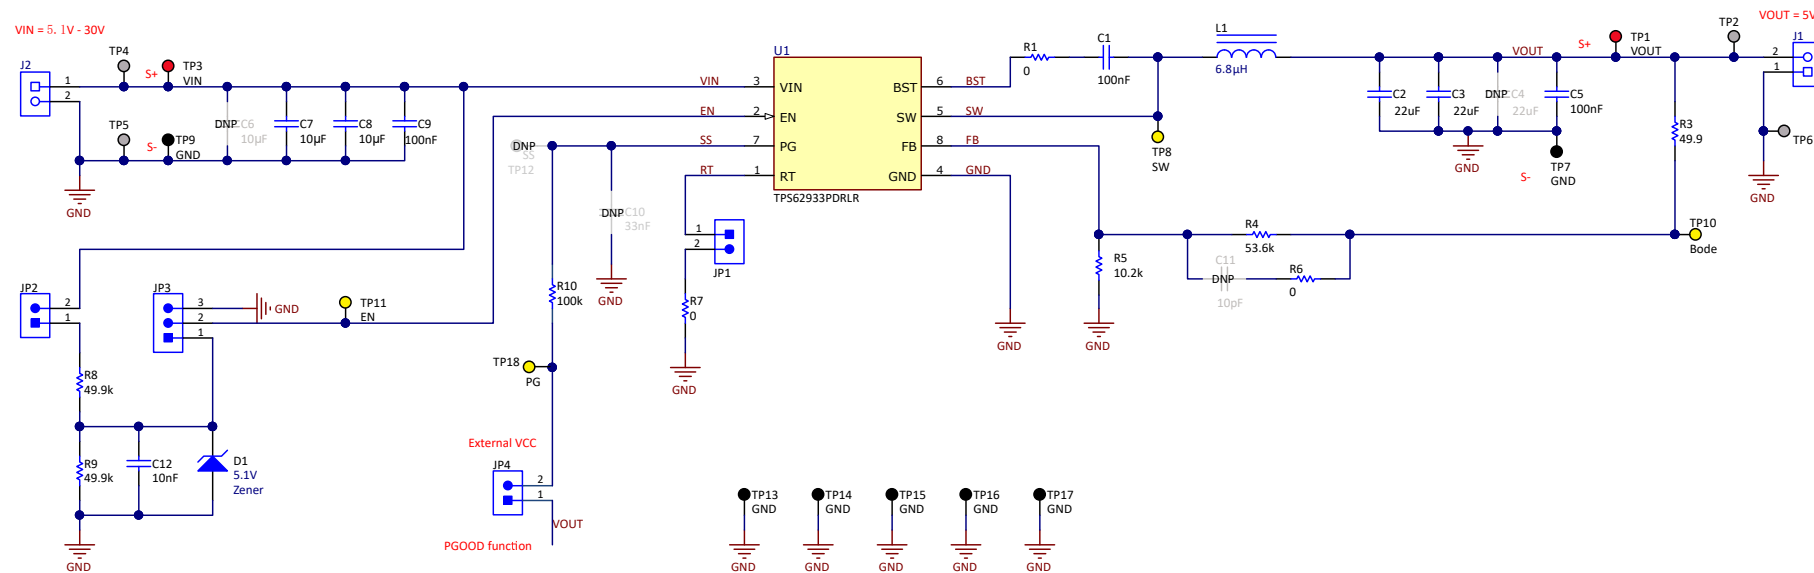 VIN = 5.1V - 30V
VOUT = 5V
J2
1
2
TP4
S+
TP3
VIN
TP5
S-
TP9
GND
DNP
C6
10µF
C7
10µF
C8
10µF
C9
100nF
GND
U1
VIN
3
VIN
EN
2
EN
SS
7
PG
RT
1
RT
BST
6
BST
SW
5
SW
FB
8
FB
GND
4
GND
TPS62933PDRLR
R1
0
C1
100nF
L1
6.8µH
TP8
SW
C2
22uF
C3
22uF
DNP
C4
22uF
C5
100nF
VOUT
S+
TP1
VOUT
TP2
J1
2
1
GND
S-
TP7
GND
R3
49.9
TP6
GND
DNP
SS
TP12
DNP
C10
33nF
GND
1
2
JP1
R7
0
GND
GND
R5
10.2k
GND
R4
53.6k
C11
DNP
10pF
R6
0
TP10
Bode
JP2
2
1
JP3
3
2
1
GND
TP11
EN
R10
100k
TP18
PG
R8
49.9k
R9
49.9k
C12
10nF
D1
5.1V
Zener
GND
External VCC
JP4
2
1
VOUT
PGOOD function
TP13
GND
GND
TP14
GND
GND
TP15
GND
GND
TP16
GND
GND
TP17
GND
GND